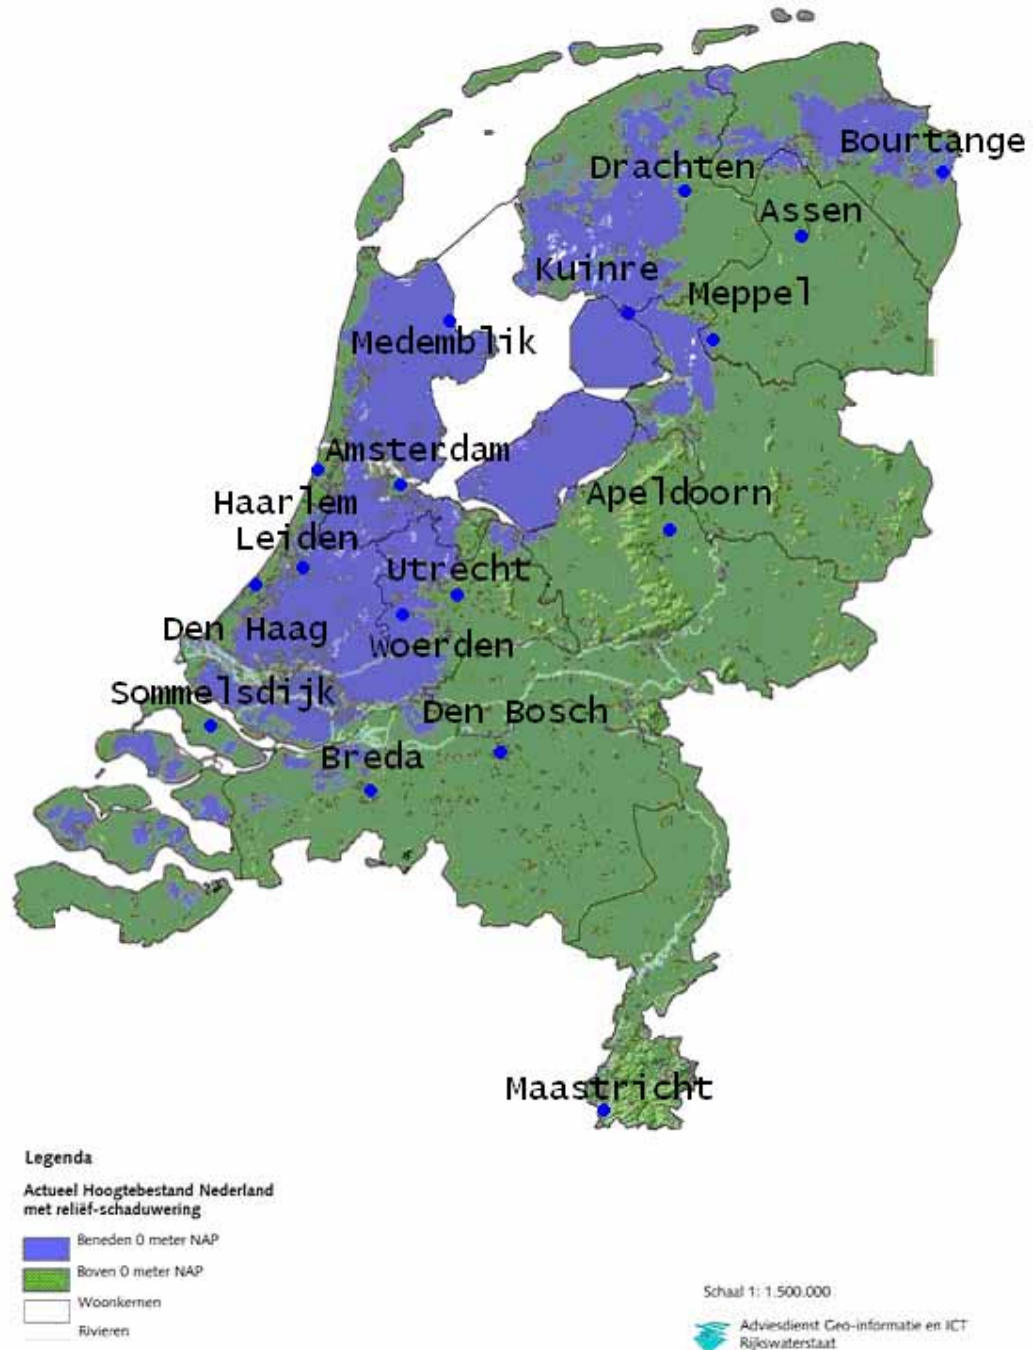 Bourtange
Drachten
Assen
Kuinre
Meppel
Medemblik
Amsterdam
Haarlem
Apeldoorn
Leiden
Utrecht
Den Haag
Woerden
Sommelsdijk
Den Bosch
Breda
Maastricht
Legenda
Actueel Hoogtebestand Nederland
met reliëf-schaduwering
Beneden 0 meter NAP
Boven 0 meter NAP
Woonkernen
Rivieren
Schaal 1: 1.500.000
Adviesdienst Geo-informatie en ICT
Rijkswaterstaat